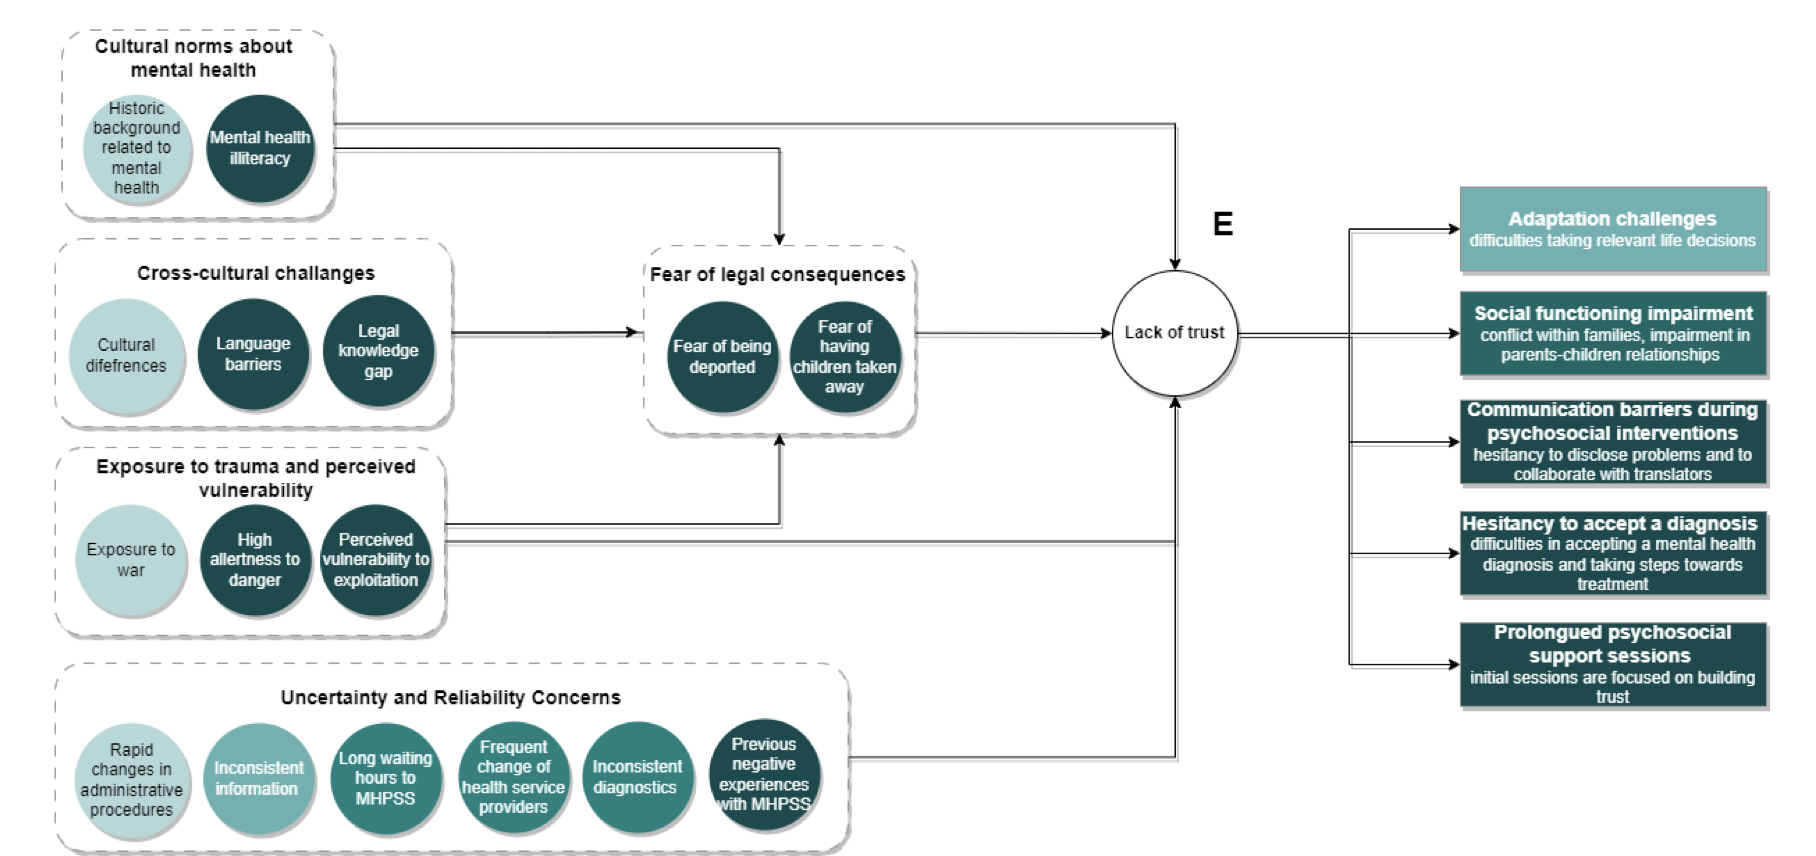 Cultural norms about
mental health
Historic
background
related to
mental
health
Mental health
illiteracy
Cross-cultural challanges
Cultural
difefrences
Language
barriers
Legal
knowledge
gap
Exposure to trauma and perceived
vulnerability
Exposure to
war
High
allertness to
danger
Perceived
vulnerability to
exploitation
Uncertainty and Reliability Concerns
Rapid
changes in
administrative
procedures
Inconsistent
information
Long waiting
hours to
MHPSS
Frequent
change of
health service
providers
Inconsistent
diagnostics
Previous
negative
experiences
with MHPSS
Fear of legal consequences
Fear of being
deported
Fear of
having
children taken
away
E
Lack of trust
Adaptation challenges
difficulties taking relevant life decisions
Social functioning impairment
conflict within families, impairment in
parents-children relationships
Communication barriers during
psychosocial interventions
hesitancy to disclose problems and to
collaborate with translators
Hesitancy to accept a diagnosis
difficulties in accepting a mental health
diagnosis and taking steps towards
treatment
Prolongued psychosocial
support sessions
initial sessions are focused on building
trust